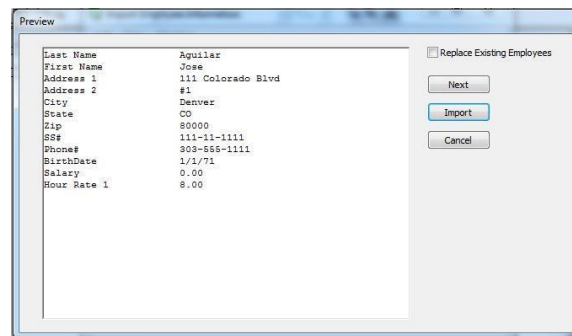 Preview
Last Name Aguilar
First Name Jose
Address 1 111 Colorado Blvd
Address 2 #1
City Denver
State CO
Zip 80000
SS# 111-11-1111
Phone# 303-555-1111
BirthDate 1/1/71
Salary 0.00
Hour Rate 1 8.00
Replace Existing Employees
Next
Import
Cancel